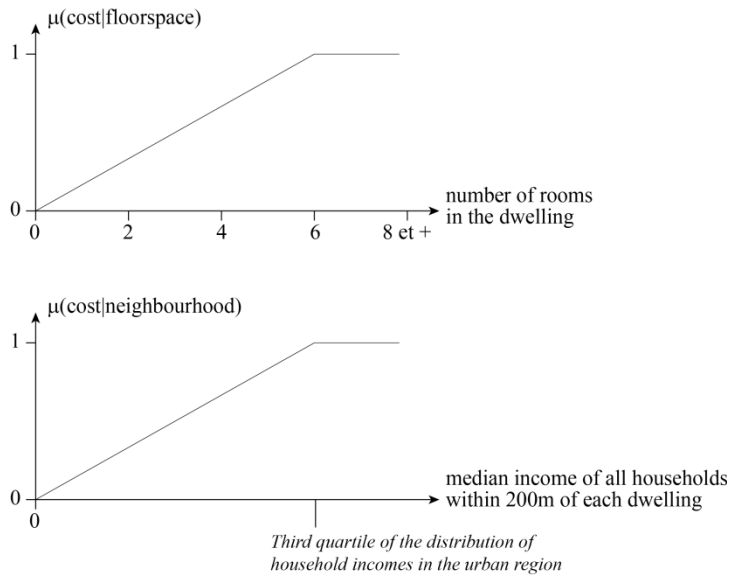 μ(cost|floorspace)
1
0
0 2 4 6 8 et +
number of rooms
in the dwelling
μ(cost|neighbourhood)
1
0
0
median income of all households
within 200m of each dwelling
Third quartile of the distribution of
household incomes in the urban region